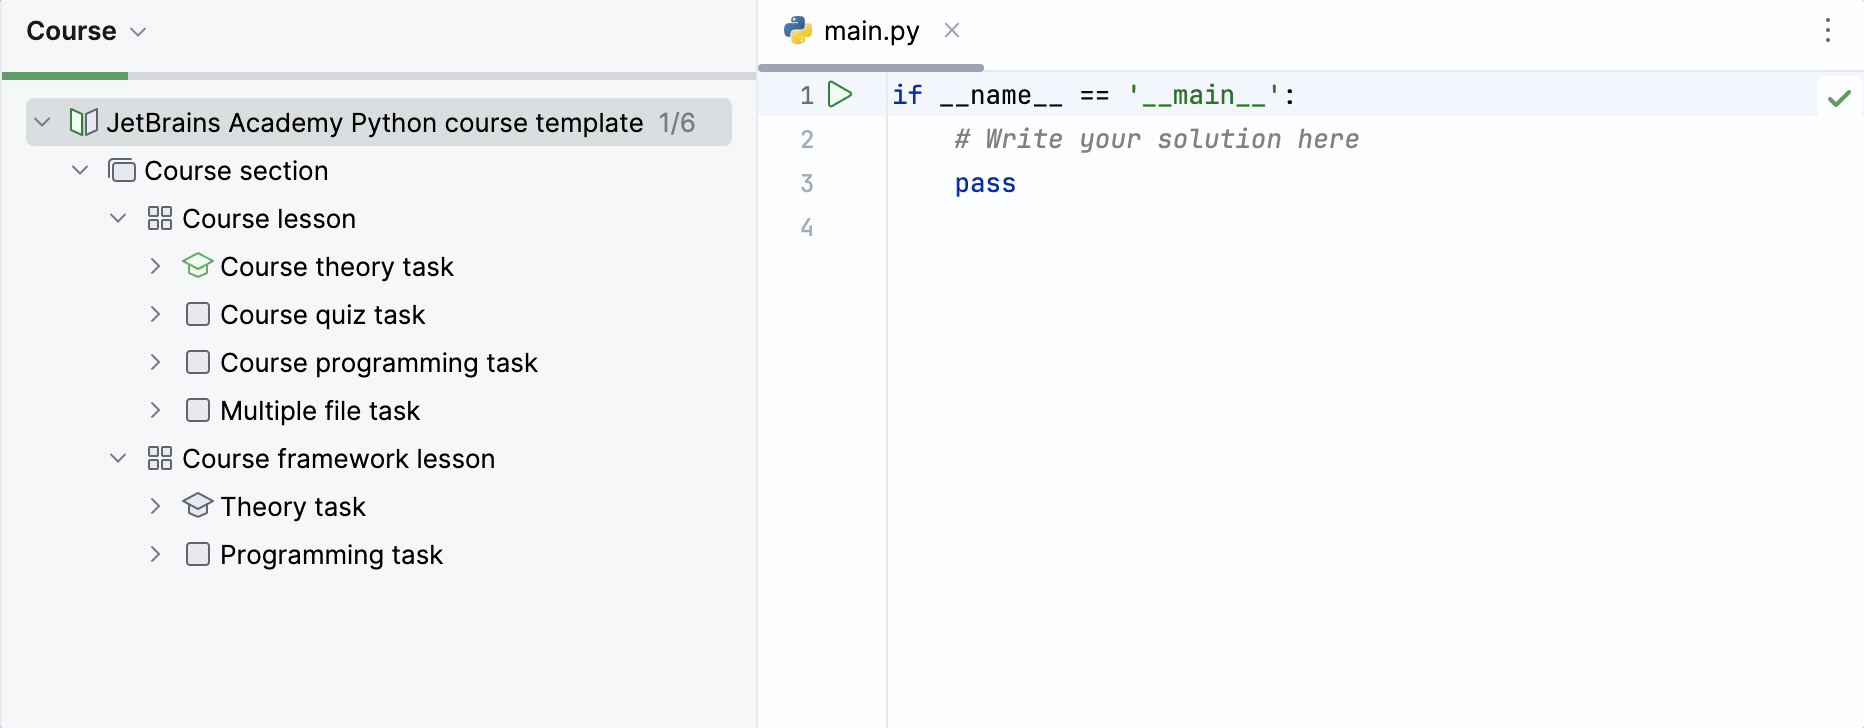 Course
JetBrains Academy Python course template 1/6
Course section
Course lesson
Course theory task
Course quiz task
Course programming task
Multiple file task
Course framework lesson
Theory task
Programming task
main.py
1 if __name__ == '__main__':
2     # Write your solution here
3     pass
4